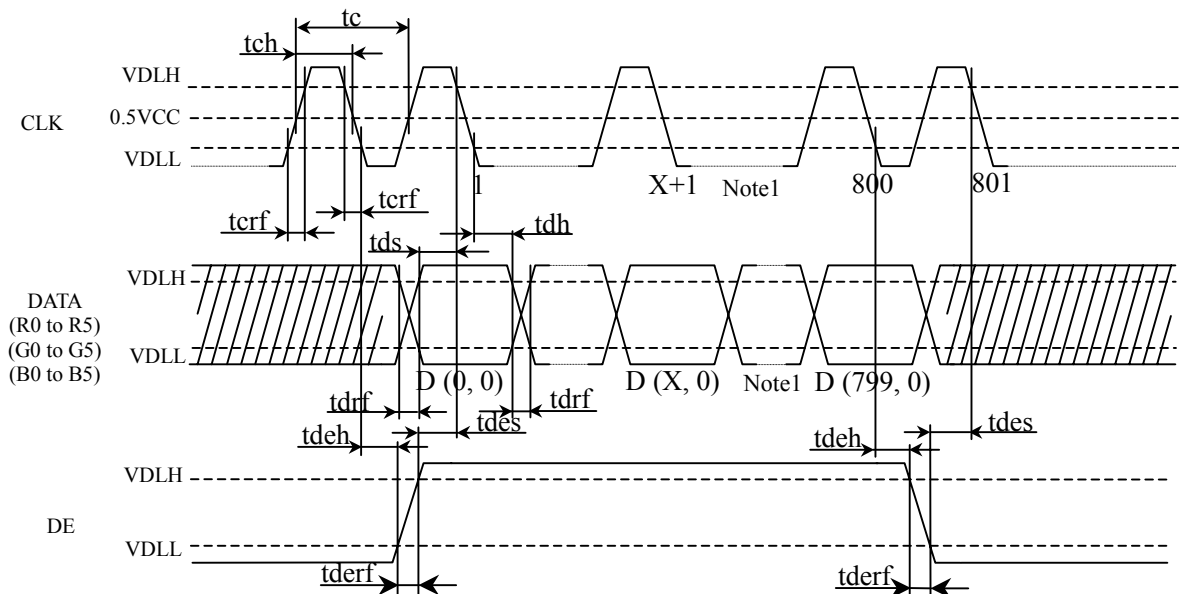 tc
tch
VDLH
CLK
0.5VCC
VDLL
1
X+1
Note1
800
801
tcrf
tcrf
tds
tdh
VDLH
DATA
(R0 to R5)
(G0 to G5)
(B0 to B5)
VDLL
D (0, 0)
D (X, 0)
Note1
D (799, 0)
tdrf
tdrf
tdeh
tdes
tdeh
tdes
VDLH
DE
VDLL
tderf
tderf